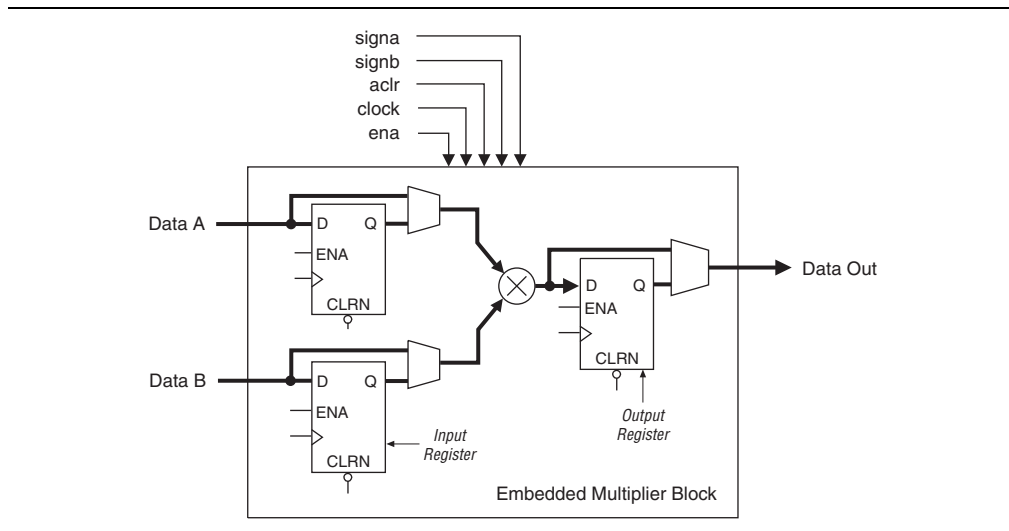 signa
signb
aclr
clock
ena
Data A
D Q
ENA
CLRN
Data Out
D Q
ENA
CLRN
Data B
D Q
ENA
CLRN
Input
Register
Output
Register
Embedded Multiplier Block